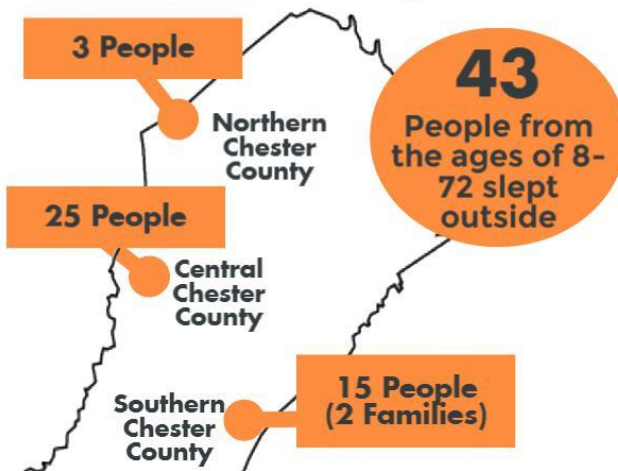 3 People
Northern
Chester
County
43
People from
the ages of 8-
72 slept
outside
25 People
Central
Chester
County
15 People
(2 Families)
Southern
Chester
County